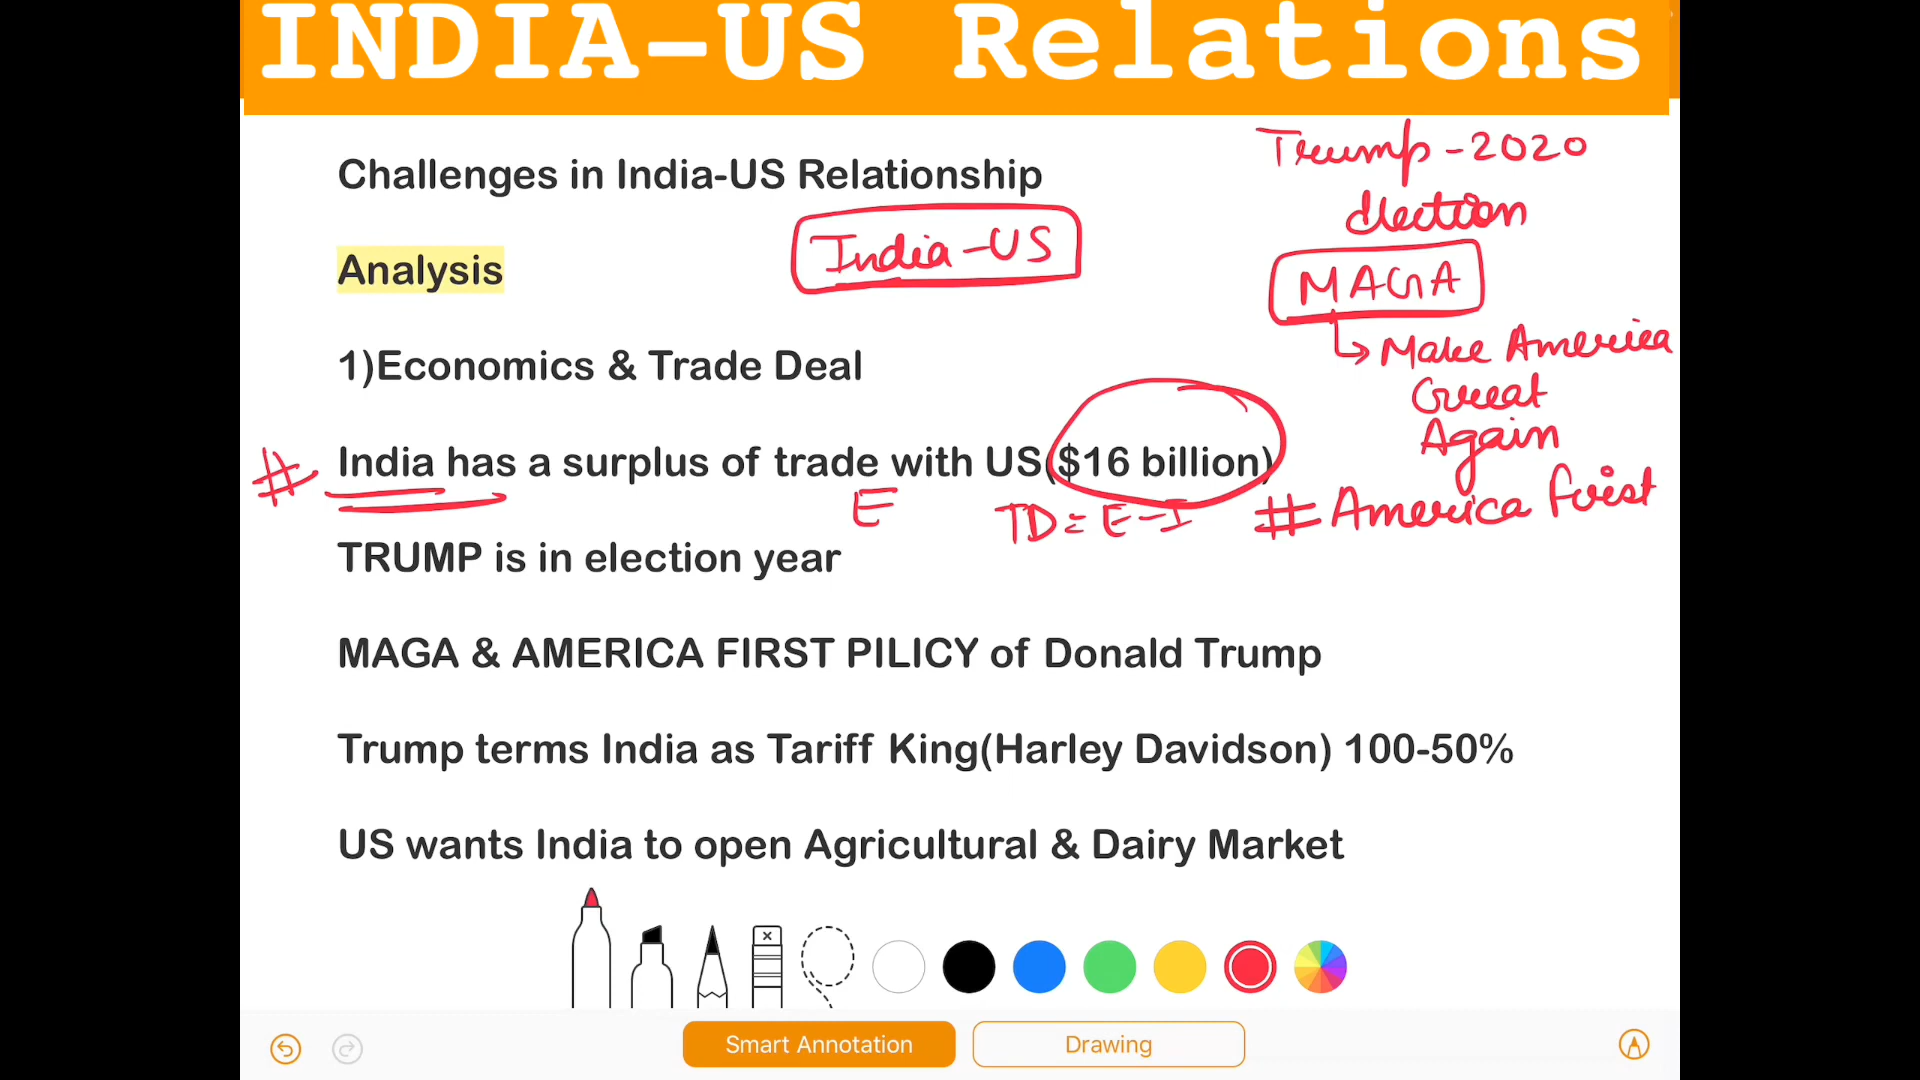 INDIA-US Relations
Challenges in India-US Relationship
Trump - 2020
Election
Analysis
India - US
MAGA
Make America
Great
Again
1)Economics & Trade Deal
# India has a surplus of trade with US($16 billion)
E
TD = E - I
# America First
TRUMP is in election year
MAGA & AMERICA FIRST PILICY of Donald Trump
Trump terms India as Tariff King(Harley Davidson) 100-50%
US wants India to open Agricultural & Dairy Market
Smart Annotation
Drawing